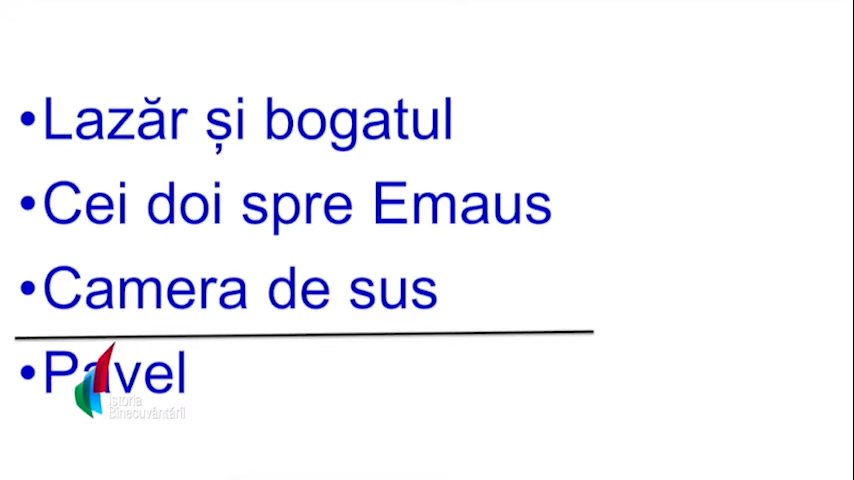 •Lazăr și bogatul
•Cei doi spre Emaus
•Camera de sus
•Pavel
Istoria
Binecuvântării